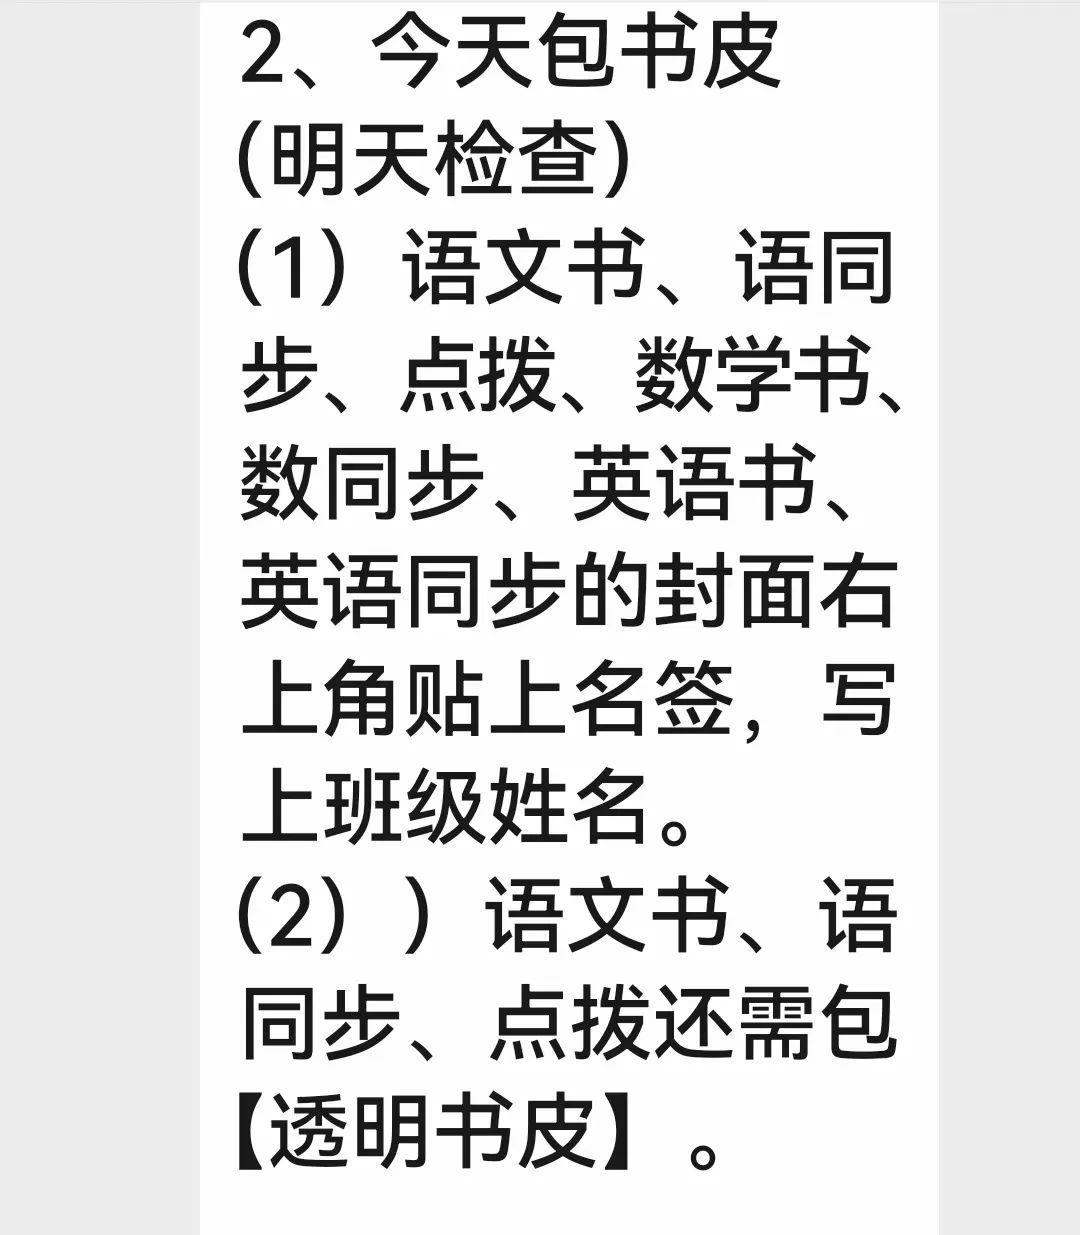 2、今天包书皮
（明天检查）
（1）语文书、语同
步、点拨、数学书、
数同步、英语书、
英语同步的封面右
上角贴上名签，写
上班级姓名。
（2））语文书、语
同步、点拨还需包
【透明书皮】。